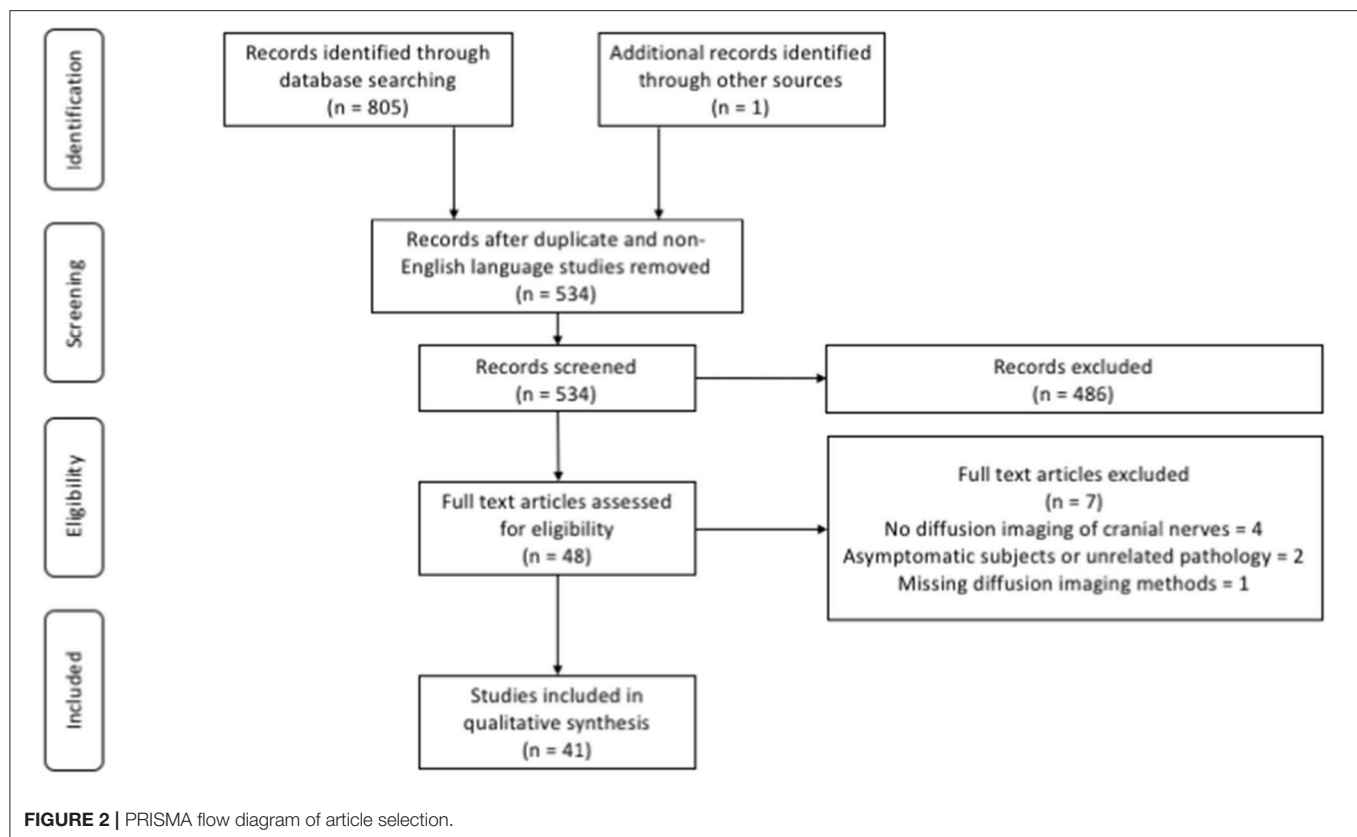 Identification
Records identified through
database searching
(n = 805)
Additional records identified
through other sources
(n = 1)
Screening
Records after duplicate and non-
English language studies removed
(n = 534)
Records screened
(n = 534)
Records excluded
(n = 486)
Eligibility
Full text articles assessed
for eligibility
(n = 48)
Full text articles excluded
(n = 7)
No diffusion imaging of cranial nerves = 4
Asymptomatic subjects or unrelated pathology = 2
Missing diffusion imaging methods = 1
Included
Studies included in
qualitative synthesis
(n = 41)
FIGURE 2 | PRISMA flow diagram of article selection.